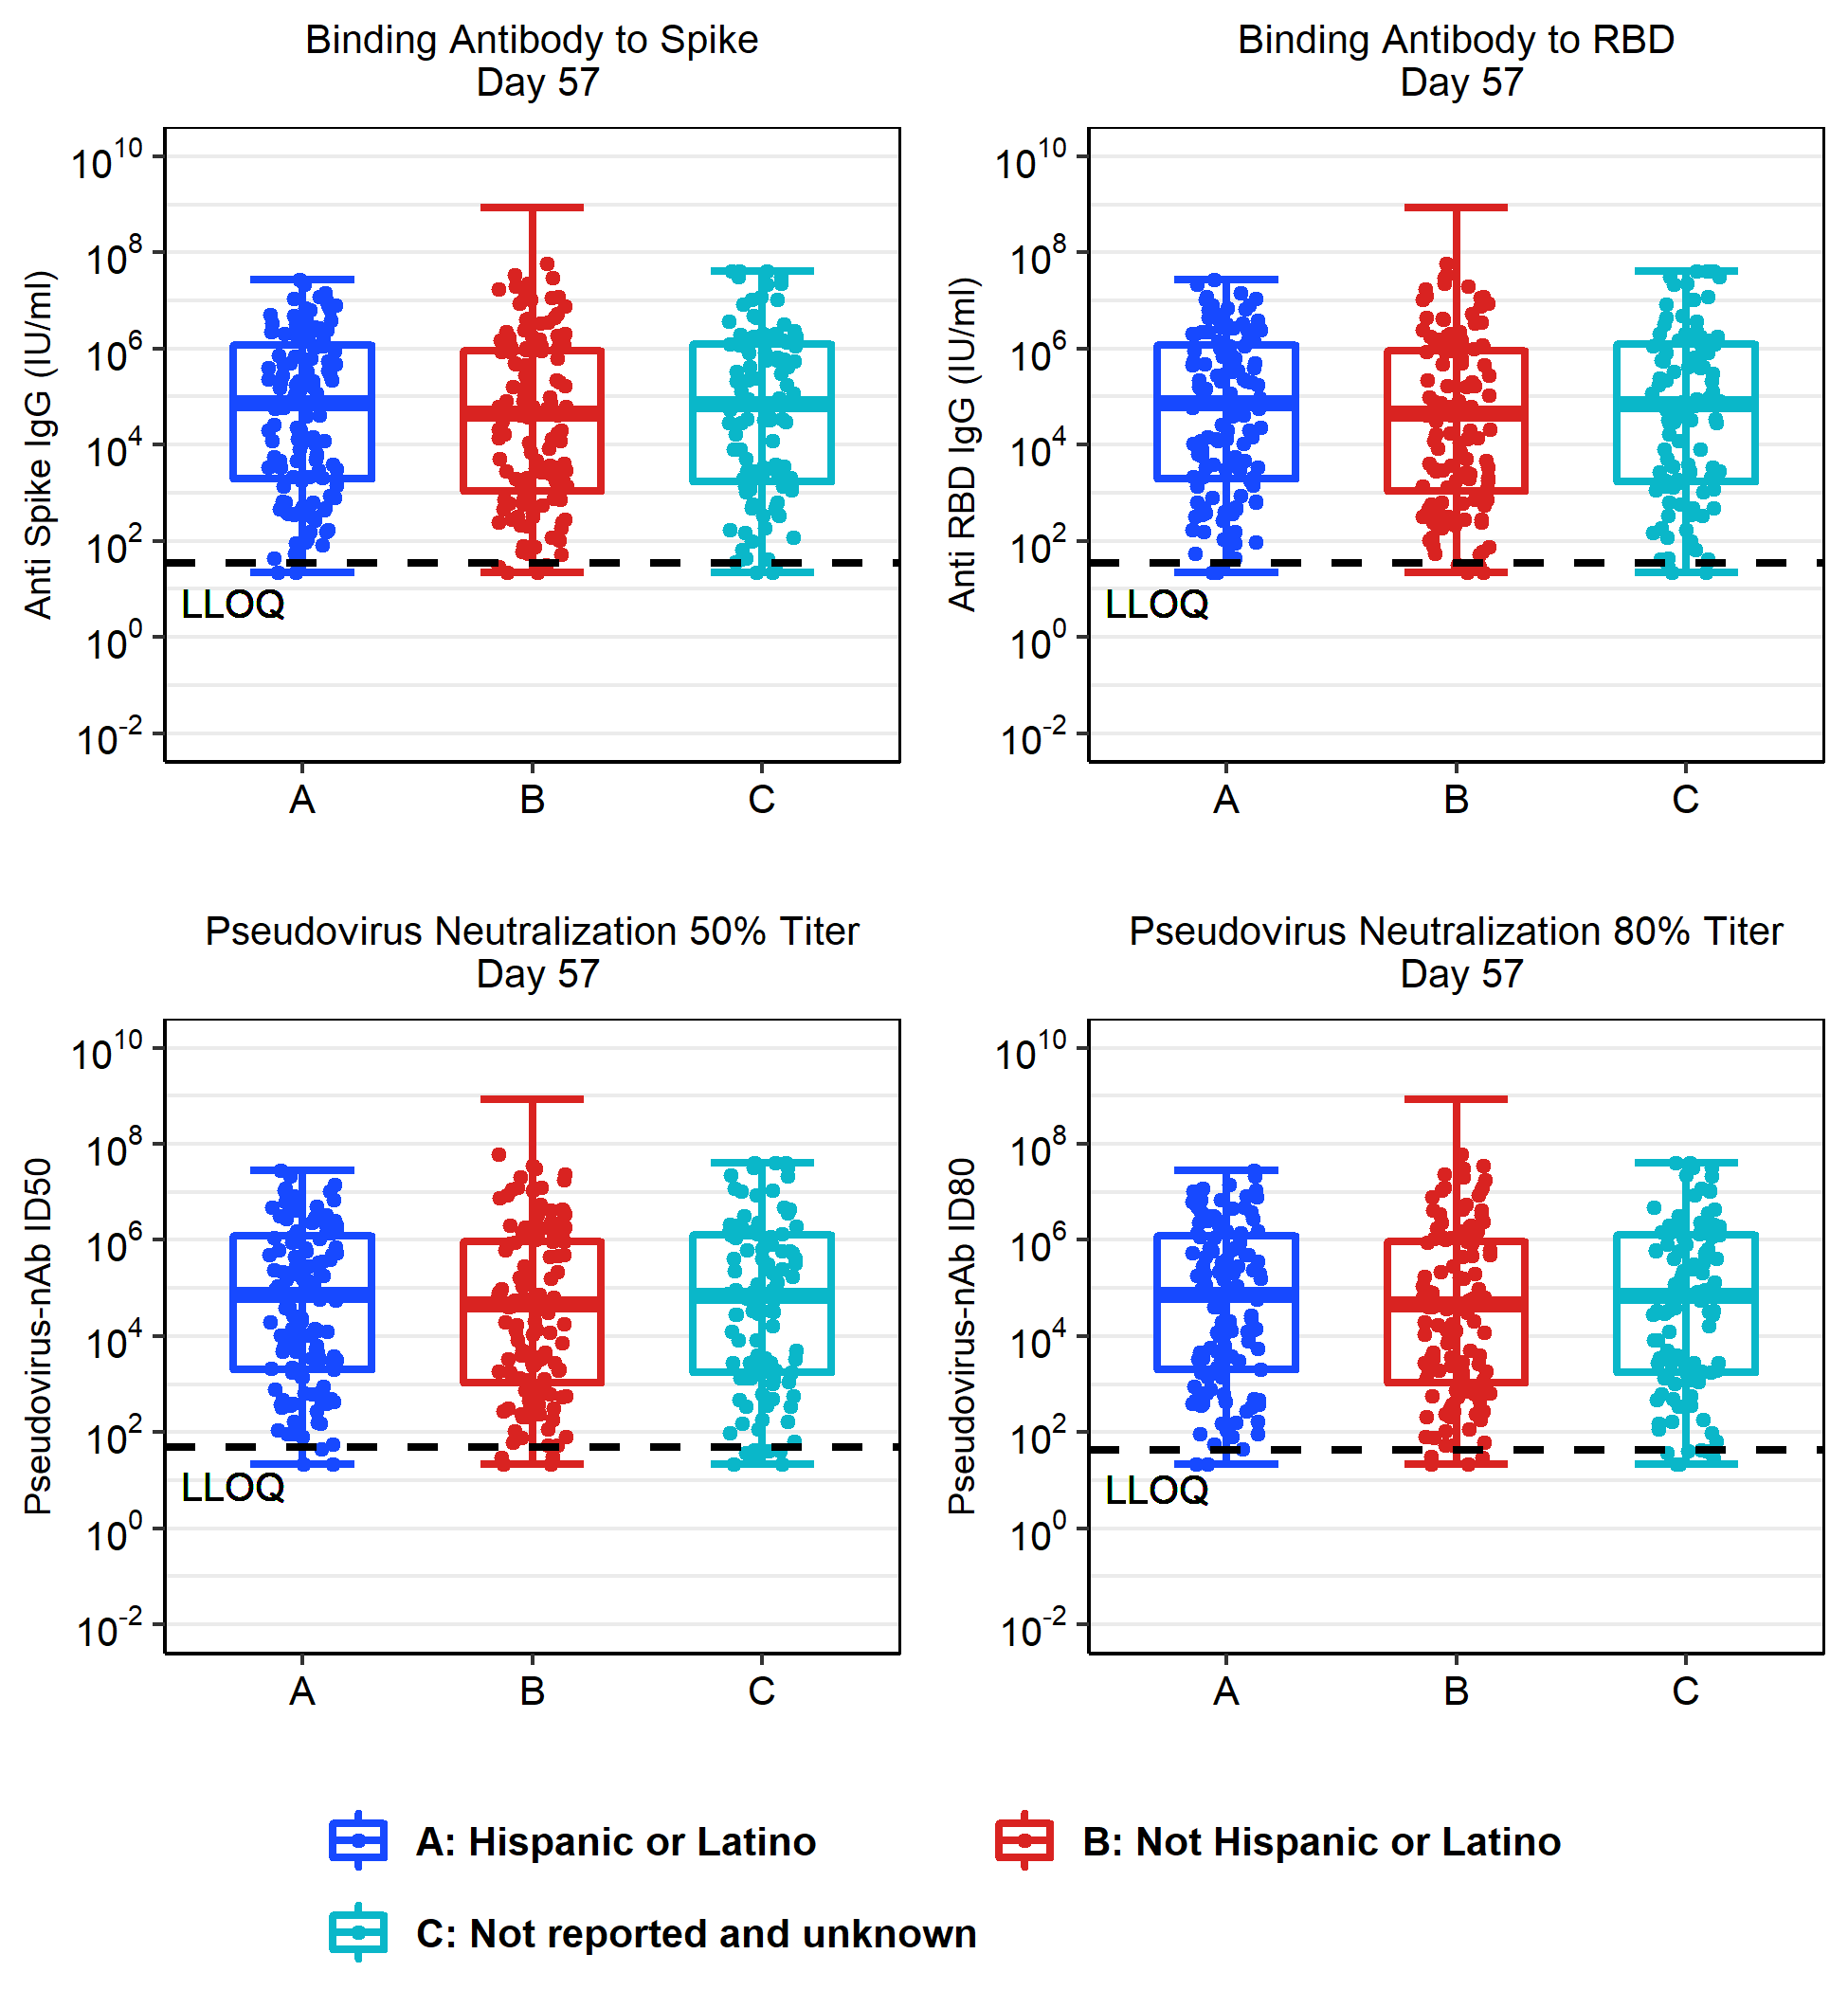 Binding Antibody to Spike
Day 57
Anti Spike IgG (IU/ml)
10^10
10^8
10^6
10^4
10^2
10^0
10^-2
LLOQ
A B C
Binding Antibody to RBD
Day 57
Anti RBD IgG (IU/ml)
10^10
10^8
10^6
10^4
10^2
10^0
10^-2
LLOQ
A B C
Pseudovirus Neutralization 50% Titer
Day 57
Pseudovirus-nAb ID50
10^10
10^8
10^6
10^4
10^2
10^0
10^-2
LLOQ
A B C
Pseudovirus Neutralization 80% Titer
Day 57
Pseudovirus-nAb ID80
10^10
10^8
10^6
10^4
10^2
10^0
10^-2
LLOQ
A B C
A: Hispanic or Latino
B: Not Hispanic or Latino
C: Not reported and unknown